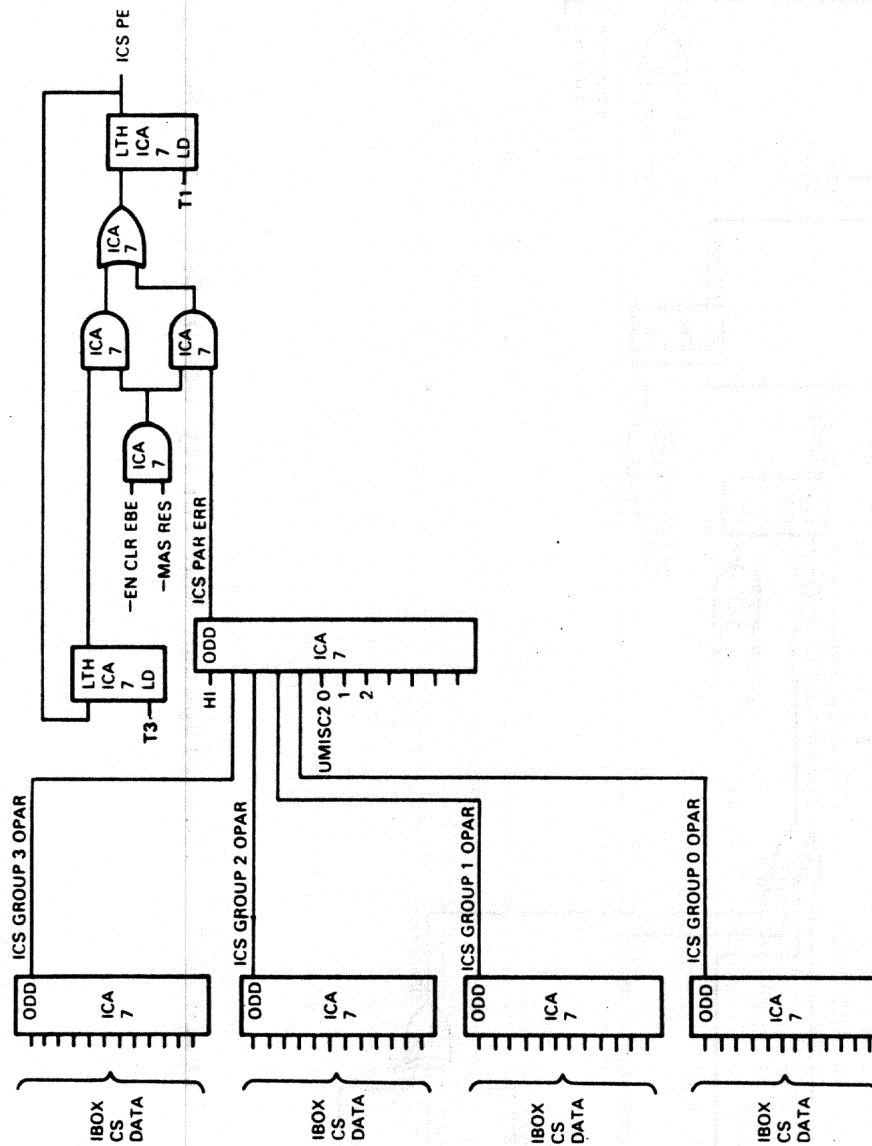 ICS PE
LTH
ICA
7
LD
T1
ICA
7
ICA
7
ICA
7
ICA
7
–EN CLR EBE
–MAS RES
ICS PAR ERR
LTH
ICA
7
LD
T3
ODD
ICA
7
HI
UMISC2 0
1
2
ICS GROUP 3 OPAR
ICS GROUP 2 OPAR
ICS GROUP 1 OPAR
ICS GROUP 0 OPAR
ODD
ICA
7
ODD
ICA
7
ODD
ICA
7
ODD
ICA
7
IBOX
CS
DATA
IBOX
CS
DATA
IBOX
CS
DATA
IBOX
CS
DATA